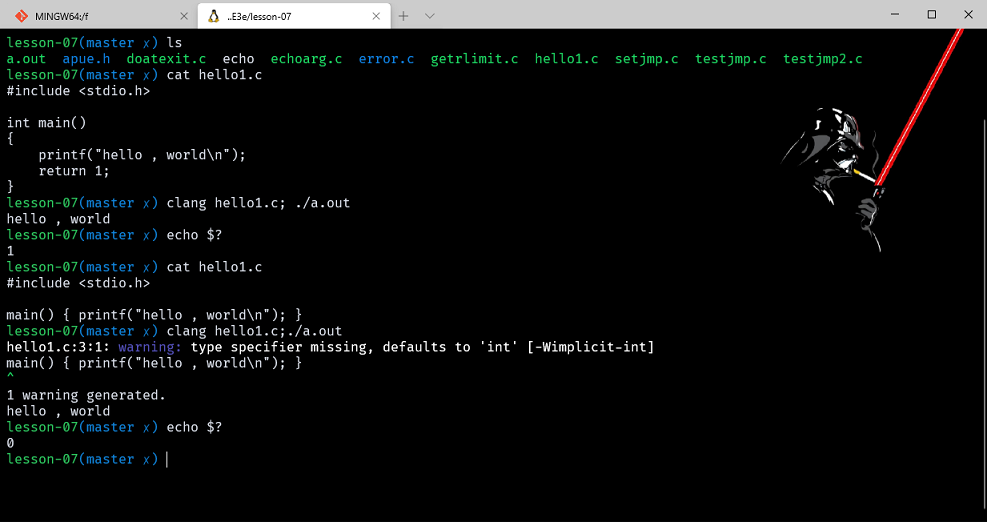 MINGW64:/f
..E3e/lesson-07
lesson-07(master x) ls
a.out  apue.h  doatexit.c  echo  echoarg.c  error.c  getrlimit.c  hello1.c  setjmp.c  testjmp.c  testjmp2.c
lesson-07(master x) cat hello1.c
#include <stdio.h>
int main()
{
    printf("hello , world\n");
    return 1;
}
lesson-07(master x) clang hello1.c; ./a.out
hello , world
lesson-07(master x) echo $?
1
lesson-07(master x) cat hello1.c
#include <stdio.h>
main() { printf("hello , world\n"); }
lesson-07(master x) clang hello1.c;./a.out
hello1.c:3:1: warning: type specifier missing, defaults to 'int' [-Wimplicit-int]
main() { printf("hello , world\n"); }
^
1 warning generated.
hello , world
lesson-07(master x) echo $?
0
lesson-07(master x)